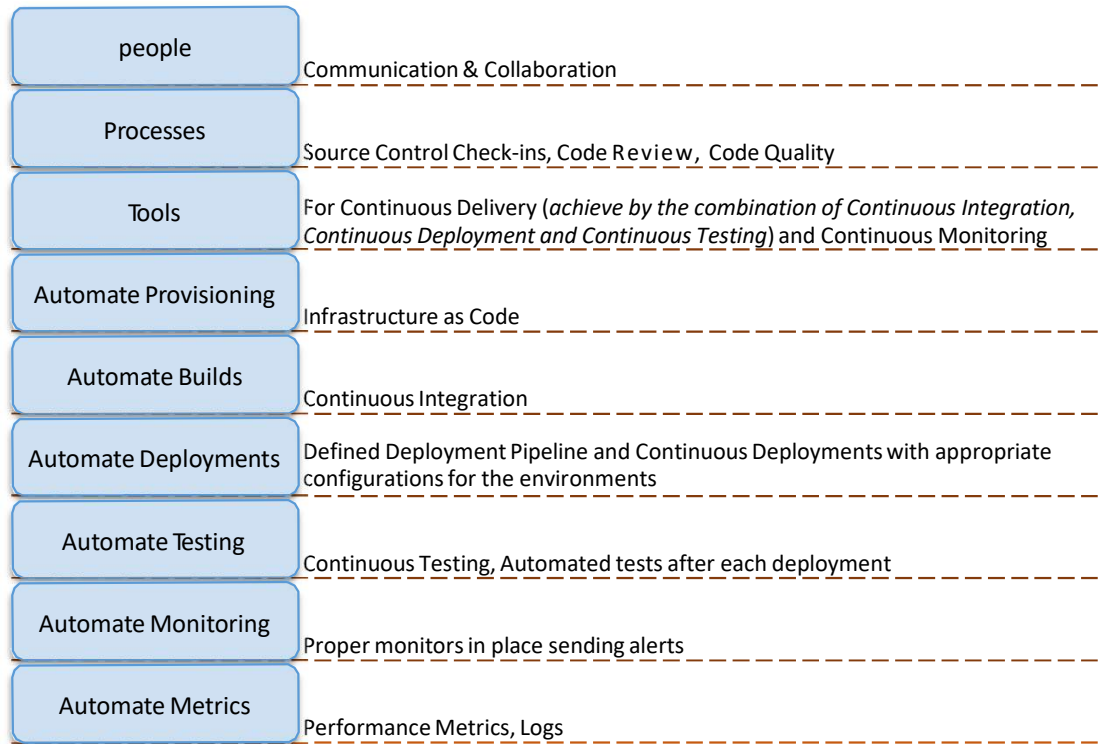 people
Communication & Collaboration
Processes
Source Control Check-ins, Code Review, Code Quality
Tools
For Continuous Delivery (achieve by the combination of Continuous Integration,
Continuous Deployment and Continuous Testing) and Continuous Monitoring
Automate Provisioning
Infrastructure as Code
Automate Builds
Continuous Integration
Automate Deployments
Defined Deployment Pipeline and Continuous Deployments with appropriate
configurations for the environments
Automate Testing
Continuous Testing, Automated tests after each deployment
Automate Monitoring
Proper monitors in place sending alerts
Automate Metrics
Performance Metrics, Logs